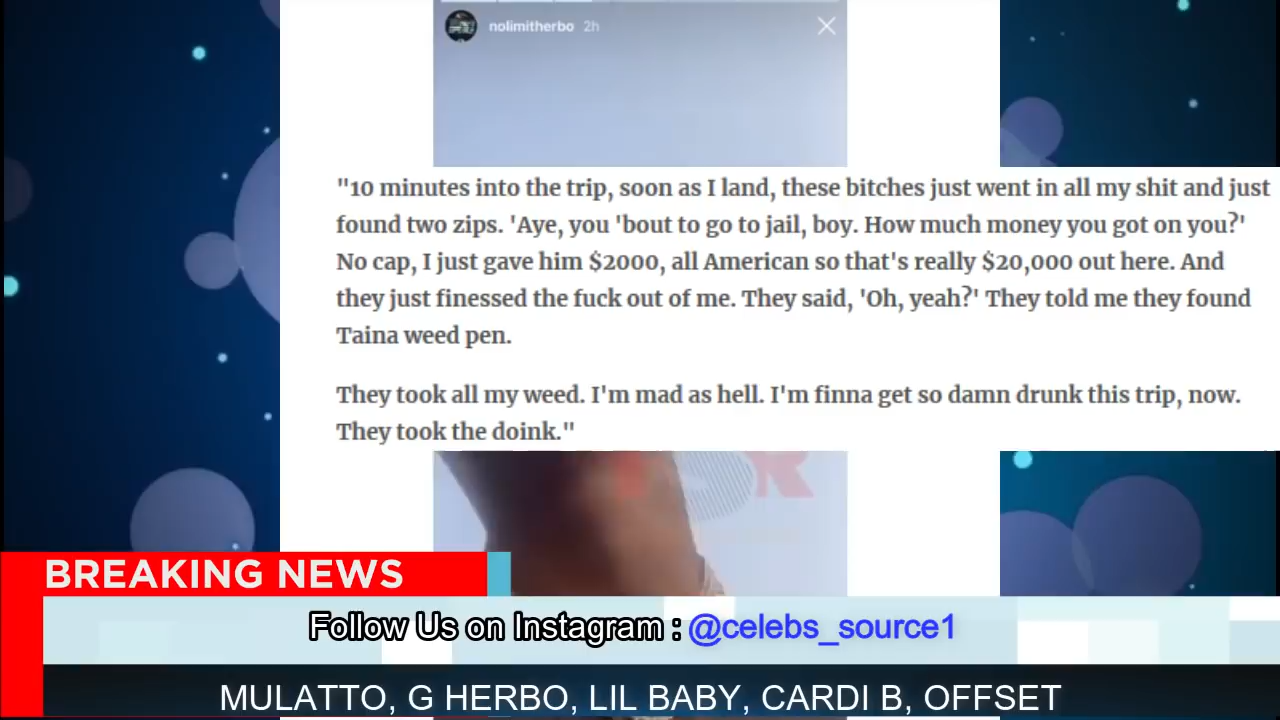 nolimitherbo 2h
"10 minutes into the trip, soon as I land, these bitches just went in all my shit and just
found two zips. 'Aye, you 'bout to go to jail, boy. How much money you got on you?'
No cap, I just gave him $2000, all American so that's really $20,000 out here. And
they just finessed the fuck out of me. They said, 'Oh, yeah?' They told me they found
Taina weed pen.
They took all my weed. I'm mad as hell. I'm finna get so damn drunk this trip, now.
They took the doink."
BREAKING NEWS
Follow Us on Instagram : @celebs_source1
MULATTO, G HERBO, LIL BABY, CARDI B, OFFSET